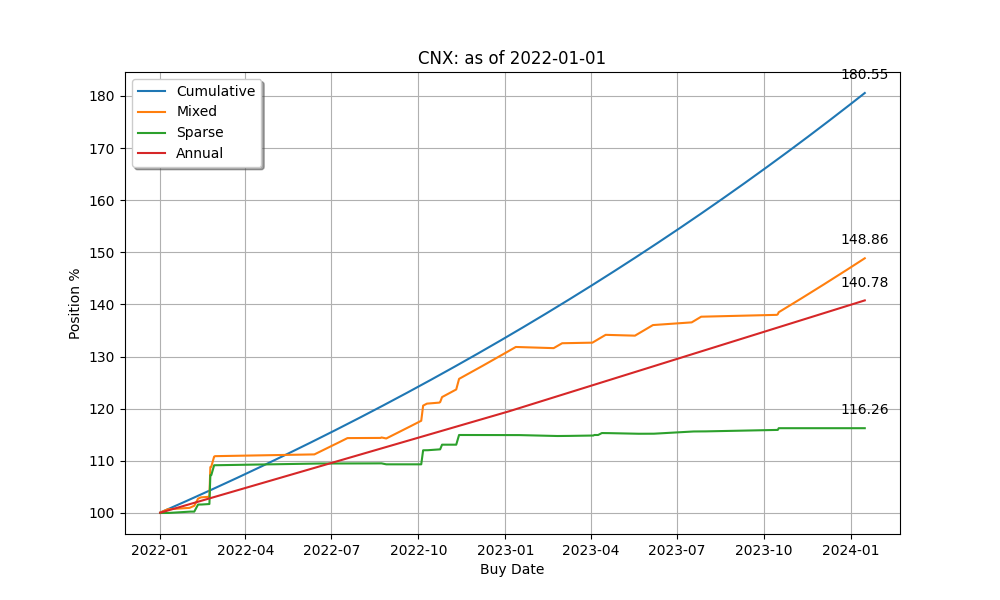 CNX: as of 2022-01-01
180.55
Cumulative
Mixed
Sparse
Annual
148.86
140.78
116.26
180
170
160
150
140
130
120
110
100
Position %
2022-01 2022-04 2022-07 2022-10 2023-01 2023-04 2023-07 2023-10 2024-01
Buy Date